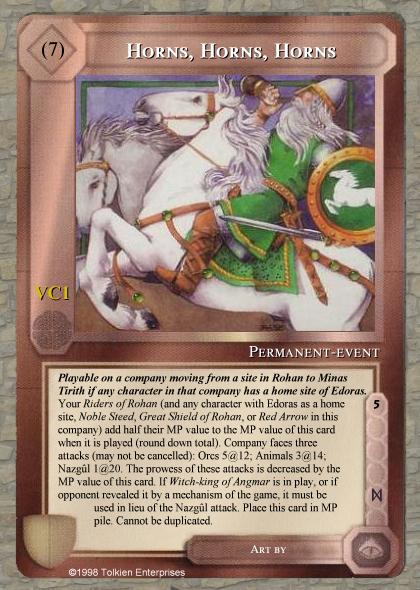 (7)
HORNS, HORNS, HORNS
VC1
PERMANENT-EVENT
Playable on a company moving from a site in Rohan to Minas
Tirith if any character in that company has a home site of Edoras.
Your Riders of Rohan (and any character with Edoras as a home
site, Noble Steed, Great Shield of Rohan, or Red Arrow in this
company) add half their MP value to the MP value of this card
when it is played (round down total). Company faces three
attacks (may not be cancelled): Orcs 5@12; Animals 3@14;
Nazgûl 1@20. The prowess of these attacks is decreased by the
MP value of this card. If Witch-king of Angmar is in play, or if
opponent revealed it by a mechanism of the game, it must be
used in lieu of the Nazgûl attack. Place this card in MP
pile. Cannot be duplicated.
5
ART BY
©1998 Tolkien Enterprises